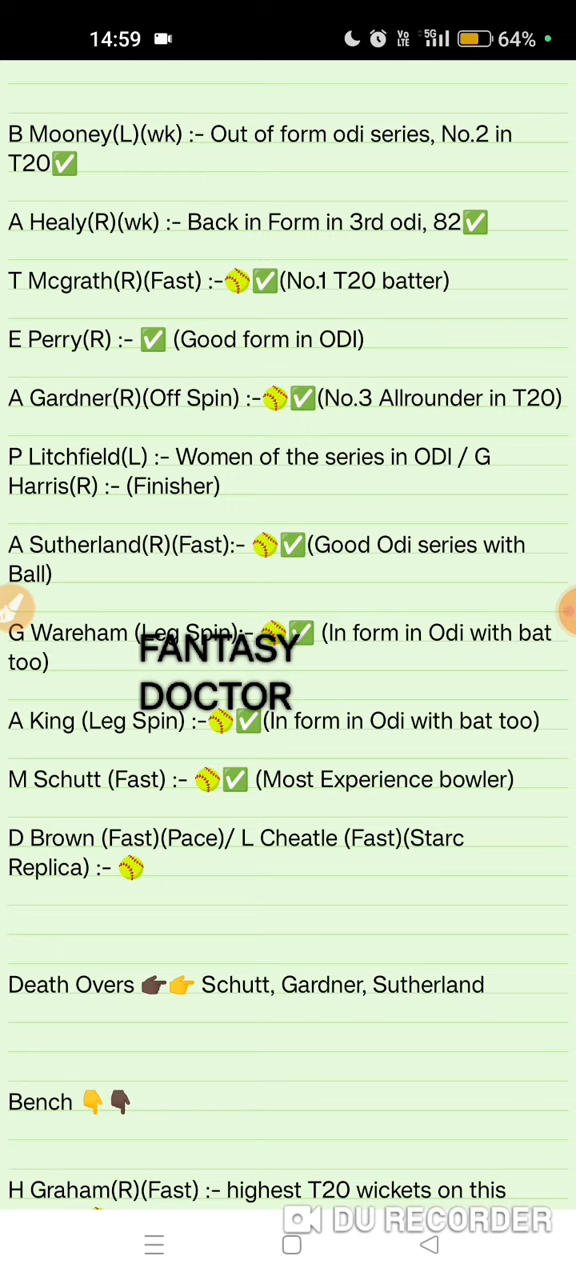 14:59 Vo LTE 5G 64%
B Mooney(L)(wk) :- Out of form odi series, No.2 in
T20✅
A Healy(R)(wk) :- Back in Form in 3rd odi, 82✅
T Mcgrath(R)(Fast) :-🥎✅(No.1 T20 batter)
E Perry(R) :- ✅ (Good form in ODI)
A Gardner(R)(Off Spin) :-🥎✅(No.3 Allrounder in T20)
P Litchfield(L) :- Women of the series in ODI / G
Harris(R) :- (Finisher)
A Sutherland(R)(Fast):- 🥎✅(Good Odi series with
Ball)
G Wareham (Leg Spin):- 🥎✅ (In form in Odi with bat
too)
FANTASY
DOCTOR
A King (Leg Spin) :-🥎✅(In form in Odi with bat too)
M Schutt (Fast) :- 🥎✅ (Most Experience bowler)
D Brown (Fast)(Pace)/ L Cheatle (Fast)(Starc
Replica) :- 🥎
Death Overs 👉🏿👉 Schutt, Gardner, Sutherland
Bench 👇👇🏿
H Graham(R)(Fast) :- highest T20 wickets on this
DU RECORDER